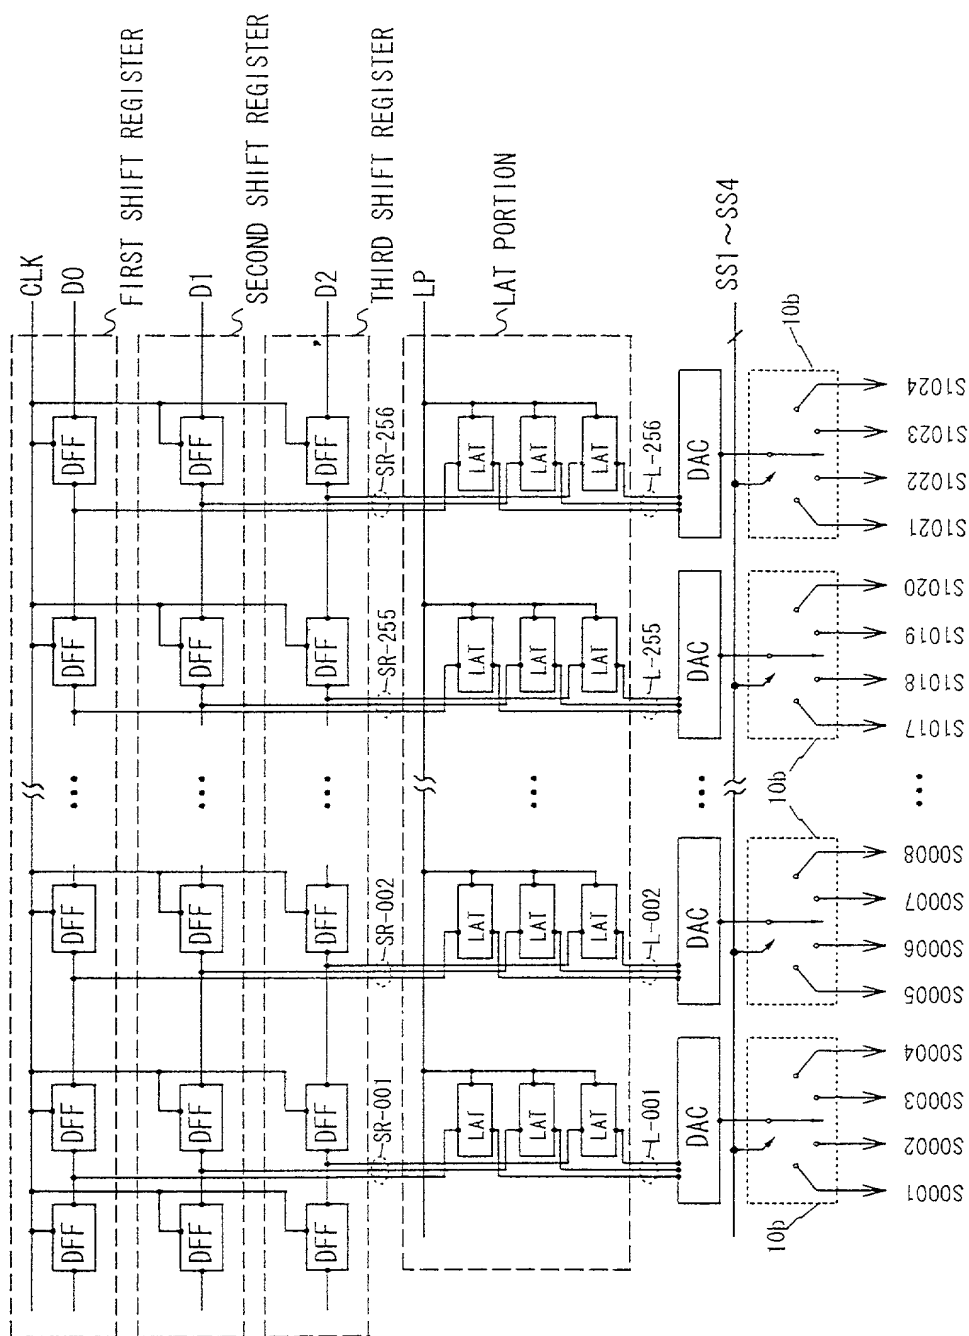 CLK
D0
FIRST SHIFT REGISTER
D1
SECOND SHIFT REGISTER
D2
THIRD SHIFT REGISTER
LP
LAT PORTION
SS1~SS4
10b
DFF DFF DFF ... DFF DFF
DFF DFF DFF ... DFF DFF
DFF DFF DFF ... DFF DFF
SR-001 SR-002 SR-255 SR-256
LAT LAT ... LAT LAT
LAT LAT ... LAT LAT
LAT LAT ... LAT LAT
L-001 L-002 L-255 L-256
DAC DAC ... DAC DAC
10b 10b 10b
S0001 S0002 S0003 S0004 S0005 S0006 S0007 S0008 ... S1017 S1018 S1019 S1020 S1021 S1022 S1023 S1024